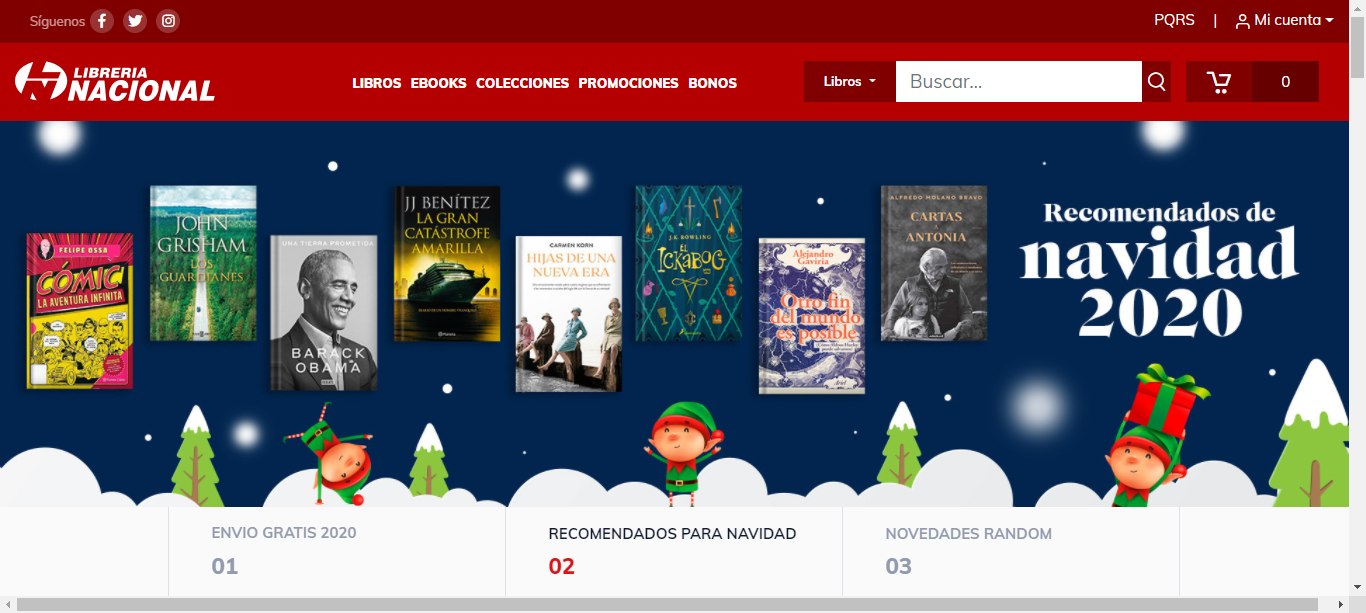 Síguenos
PQRS | Mi cuenta
LIBRERIA
NACIONAL
LIBROS EBOOKS COLECCIONES PROMOCIONES BONOS
Libros
Buscar...
0
FELIPE OSSA
CÓMIC
LA AVENTURA INFINITA
JOHN
GRISHAM
LOS
GUARDIANES
UNA TIERRA PROMETIDA
BARACK
OBAMA
JJ BENÍTEZ
LA GRAN
CATÁSTROFE
AMARILLA
Planeta
CARMEN KORN
HIJAS DE UNA
NUEVA ERA
J.K. ROWLING
EL
ICKABOG
Alejandro
Gaviria
Otro fin
del mundo
es posible
Ariel
ALFREDO MOLANO BRAVO
CARTAS
A
ANTONIA
Recomendados de
navidad
2020
ENVIO GRATIS 2020
01
RECOMENDADOS PARA NAVIDAD
02
NOVEDADES RANDOM
03